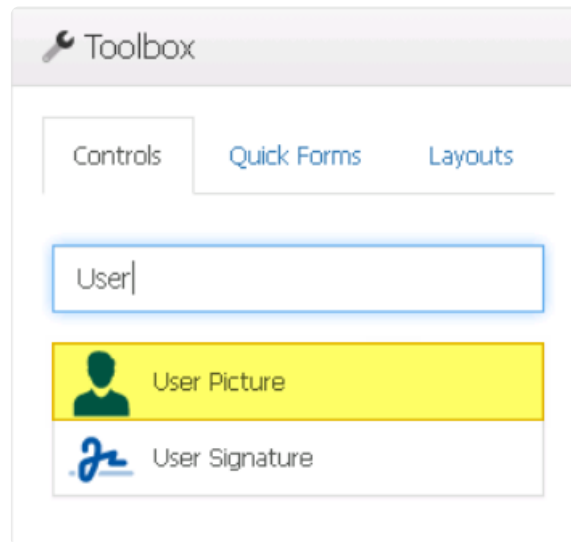 Toolbox
Controls Quick Forms Layouts
User
User Picture
User Signature